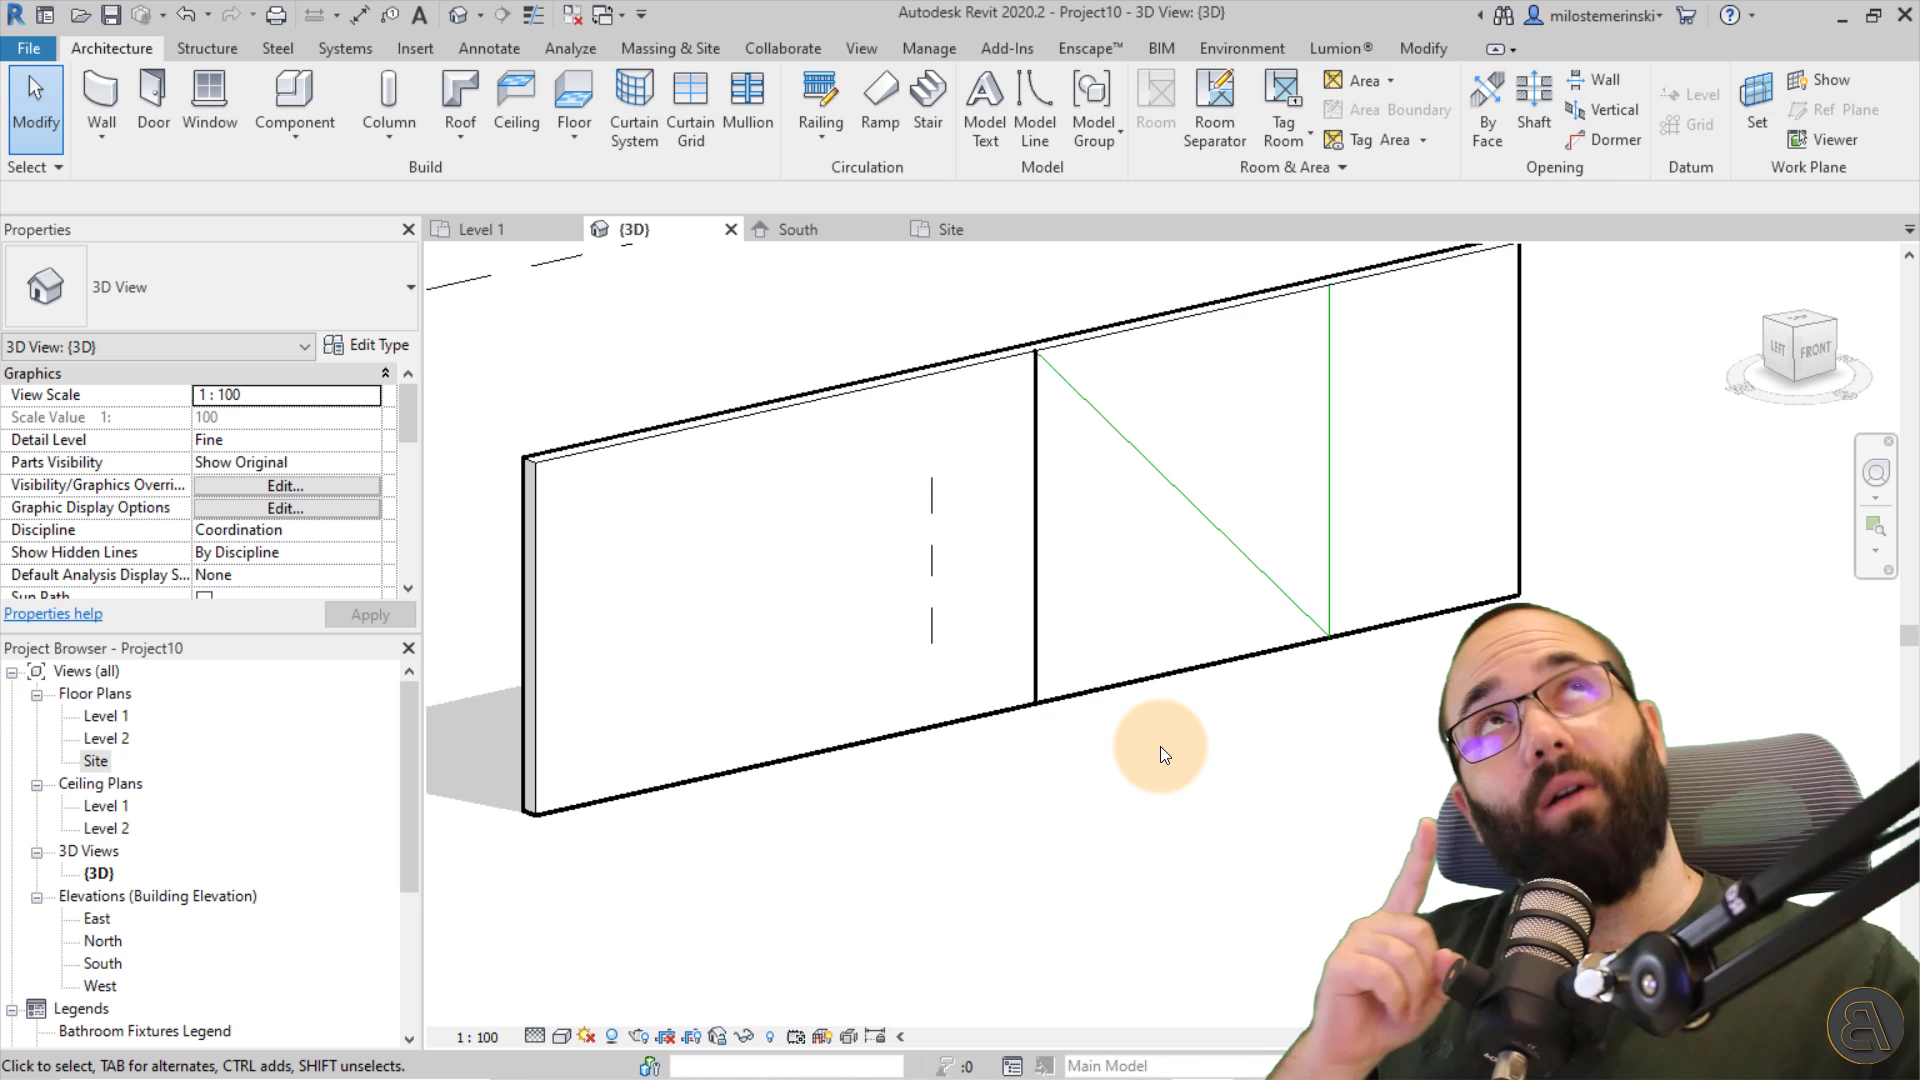 Autodesk Revit 2020.2 - Project10 - 3D View: {3D}
milostemerinski
File Architecture Structure Steel Systems Insert Annotate Analyze Massing & Site Collaborate View Manage Add-Ins Enscape™ BIM Environment Lumion® Modify
Modify Wall Door Window Component Column Roof Ceiling Floor Curtain System Curtain Grid Mullion Railing Ramp Stair Model Text Model Line Model Group Room Room Separator Tag Room Area Area Boundary Tag Area By Face Shaft Wall Vertical Dormer Level Grid Set Show Ref Plane Viewer
Select Build Circulation Model Room & Area Opening Datum Work Plane
Properties
Level 1 {3D} South Site
3D View
3D View: {3D} Edit Type
Graphics
View Scale 1 : 100
Scale Value 1: 100
Detail Level Fine
Parts Visibility Show Original
Visibility/Graphics Overri... Edit...
Graphic Display Options Edit...
Discipline Coordination
Show Hidden Lines By Discipline
Default Analysis Display S... None
Sun Path
Properties help Apply
LEFT FRONT
Project Browser - Project10
Views (all)
Floor Plans
Level 1
Level 2
Site
Ceiling Plans
Level 1
Level 2
3D Views
{3D}
Elevations (Building Elevation)
East
North
South
West
Legends
Bathroom Fixtures Legend
1 : 100
Click to select, TAB for alternates, CTRL adds, SHIFT unselects. :0 Main Model